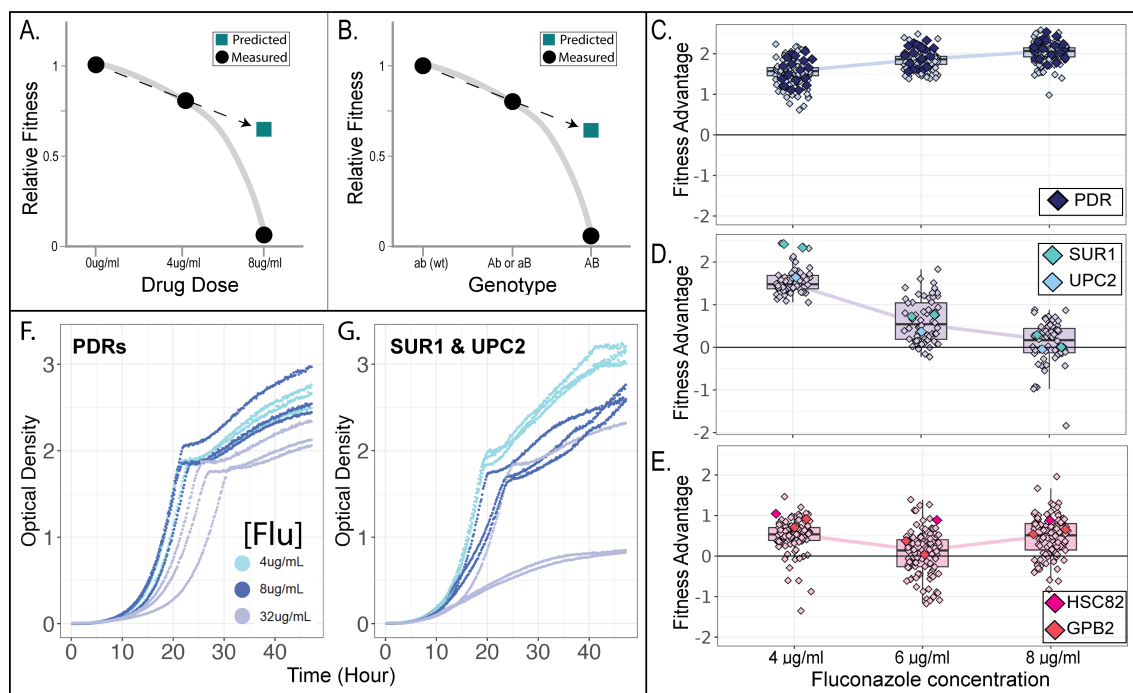 A.
Predicted
Measured
Relative Fitness
1
0.5
0
0ug/ml
4ug/ml
8ug/ml
Drug Dose
B.
Predicted
Measured
Relative Fitness
1
0.5
0
ab (wt)
Ab or aB
AB
Genotype
C.
Fitness Advantage
2
1
0
-1
-2
PDR
D.
Fitness Advantage
2
1
0
-1
-2
SUR1
UPC2
E.
Fitness Advantage
2
1
0
-1
-2
HSC82
GPB2
4 µg/ml
6 µg/ml
8 µg/ml
Fluconazole concentration
F.
PDRs
Optical Density
3
2
1
0
[Flu]
4ug/mL
8ug/mL
32ug/mL
0
10
20
30
40
G.
SUR1 & UPC2
Optical Density
3
2
1
0
0
10
20
30
40
Time (Hour)